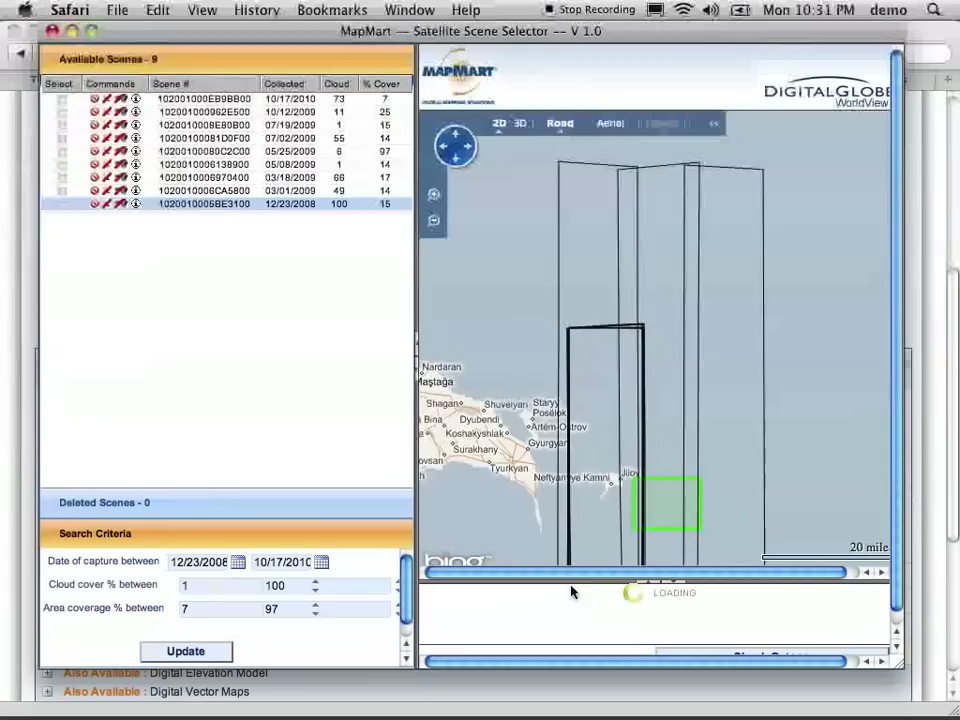 Safari File Edit View History Bookmarks Window Help Stop Recording Mon 10:31 PM demo
MapMart — Satellite Scene Selector -- V 1.0
Available Scenes - 9
Select Commands Scene # Collected Cloud % Cover
102001000EB9BB00 10/17/2010 73 7
102001000962E500 10/12/2009 11 25
102001008E80B00 07/19/2009 1 15
10200100081D0F00 07/02/2009 55 14
10200100080C2C00 05/25/2009 6 97
1020010006138900 05/08/2009 1 14
1020010006970400 03/18/2009 66 17
1020010006CA5800 03/01/2009 49 14
1020010005BE3100 12/23/2008 100 15
Deleted Scenes - 0
Search Criteria
Date of capture between 12/23/2008 10/17/2010
Cloud cover % between 1 100
Area coverage % between 7 97
Update
MAPMART
DIGITALGLOBE
WorldView
2D 3D Road Aerial <<
Nardaran
Maştağa
Shagan
Shuvelyan
Staryy
Posëlok
Bina
Dyubendi
Artëm-Ostrov
Koshakyshlak
Gyurgyan
Surakhany
ovsan
Tyurkyan
Neftyanyye Kamni
Jiloy
bing
20 mile
LOADING
Also Available : Digital Elevation Model
Also Available : Digital Vector Maps